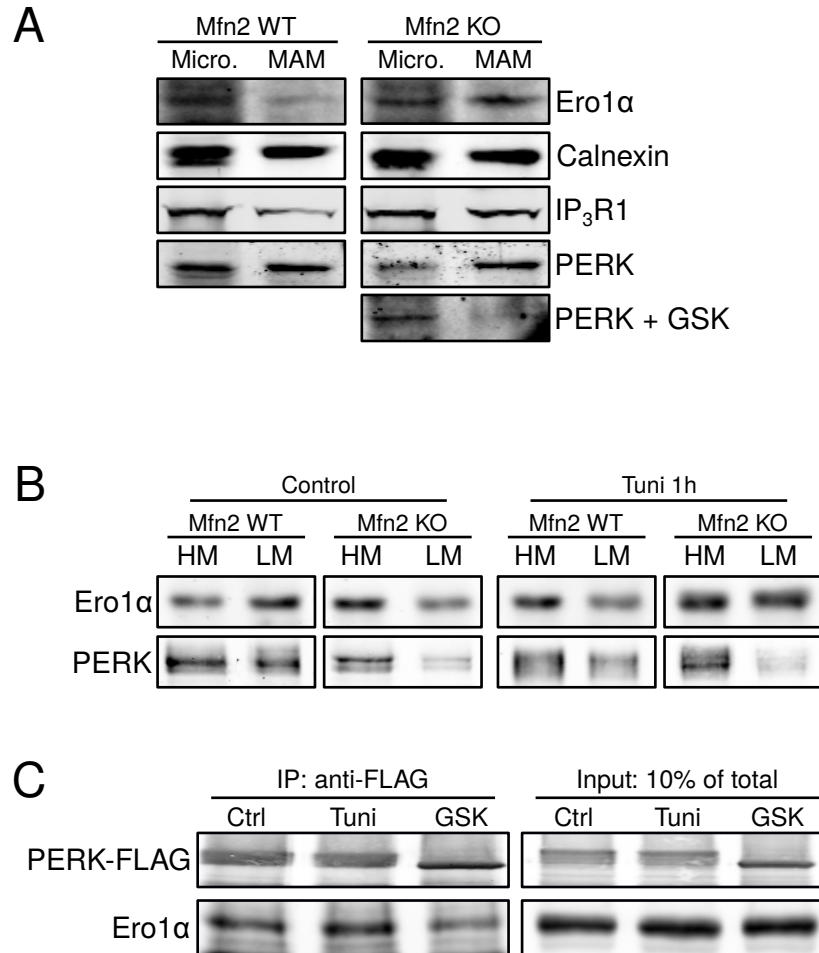 A
Mfn2 WT Mfn2 KO
Micro. MAM Micro. MAM
Ero1α
Calnexin
IP₃R1
PERK
PERK + GSK
B
Control Tuni 1h
Mfn2 WT Mfn2 KO Mfn2 WT Mfn2 KO
HM LM HM LM HM LM HM LM
Ero1α
PERK
C
IP: anti-FLAG Input: 10% of total
Ctrl Tuni GSK Ctrl Tuni GSK
PERK-FLAG
Ero1α